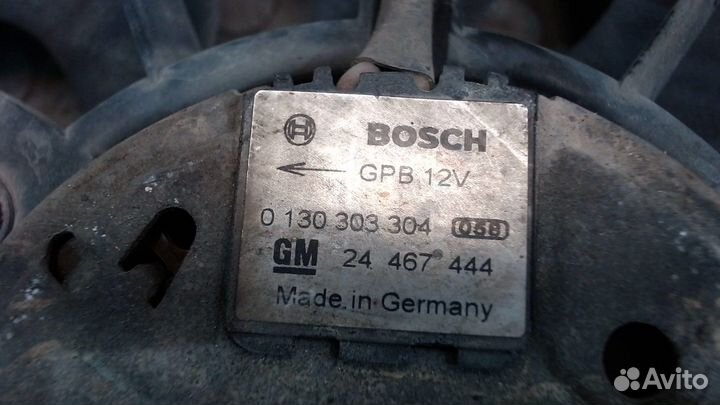 BOSCH
GPB 12V
0 130 303 304 058
GM 24 467 444
Made in Germany
Avito